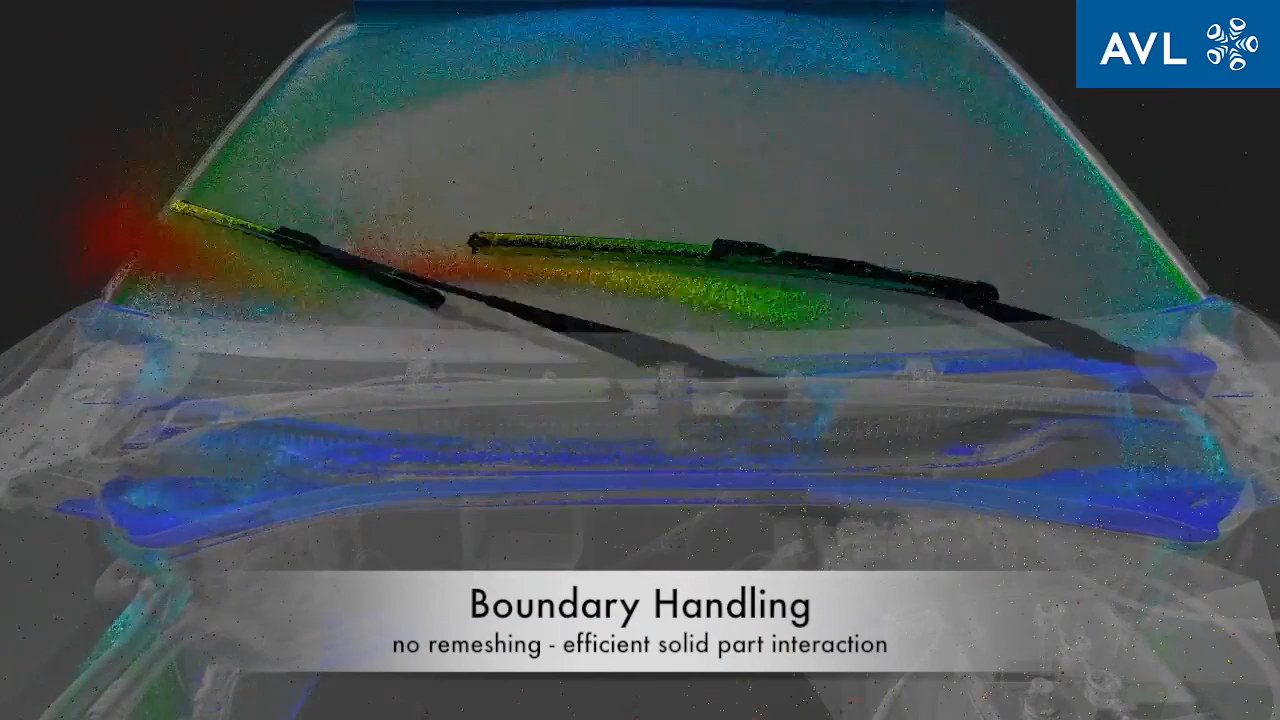 AVL
Boundary Handling
no remeshing - efficient solid part interaction